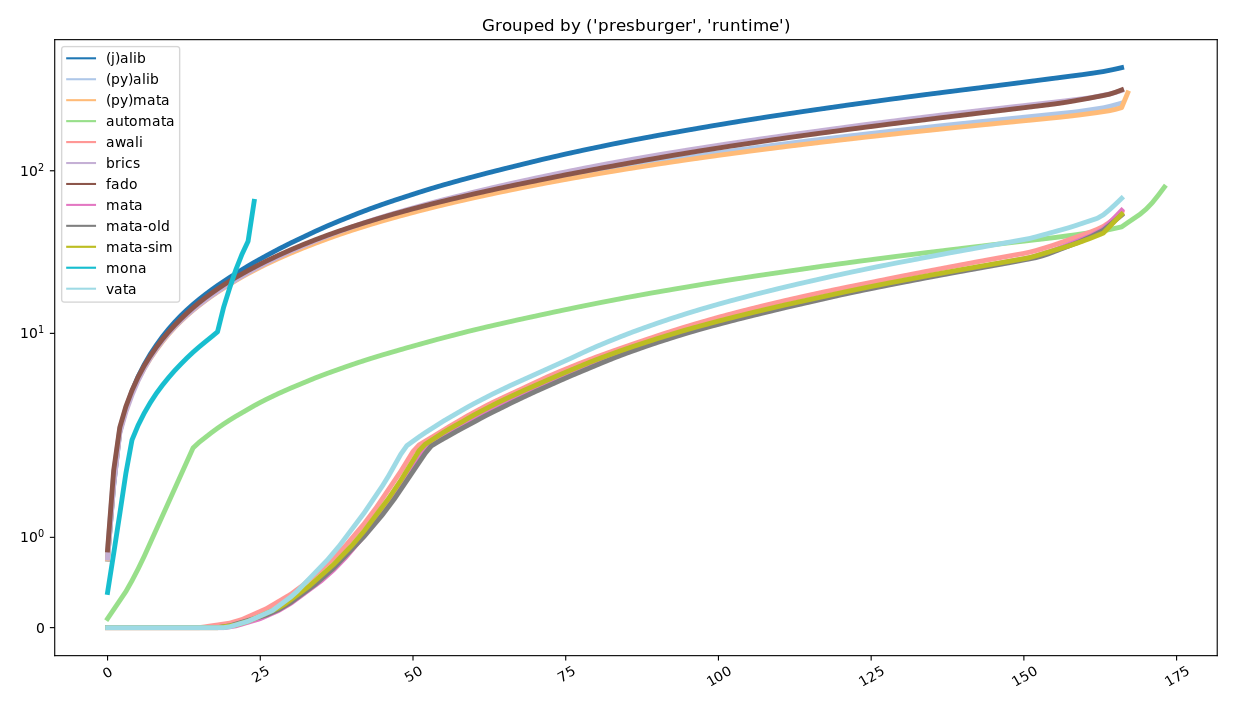 Grouped by ('presburger', 'runtime')
(j)alib
(py)alib
(py)mata
automata
awali
brics
fado
mata
mata-old
mata-sim
mona
vata
10²
10¹
10⁰
0
0
25
50
75
100
125
150
175